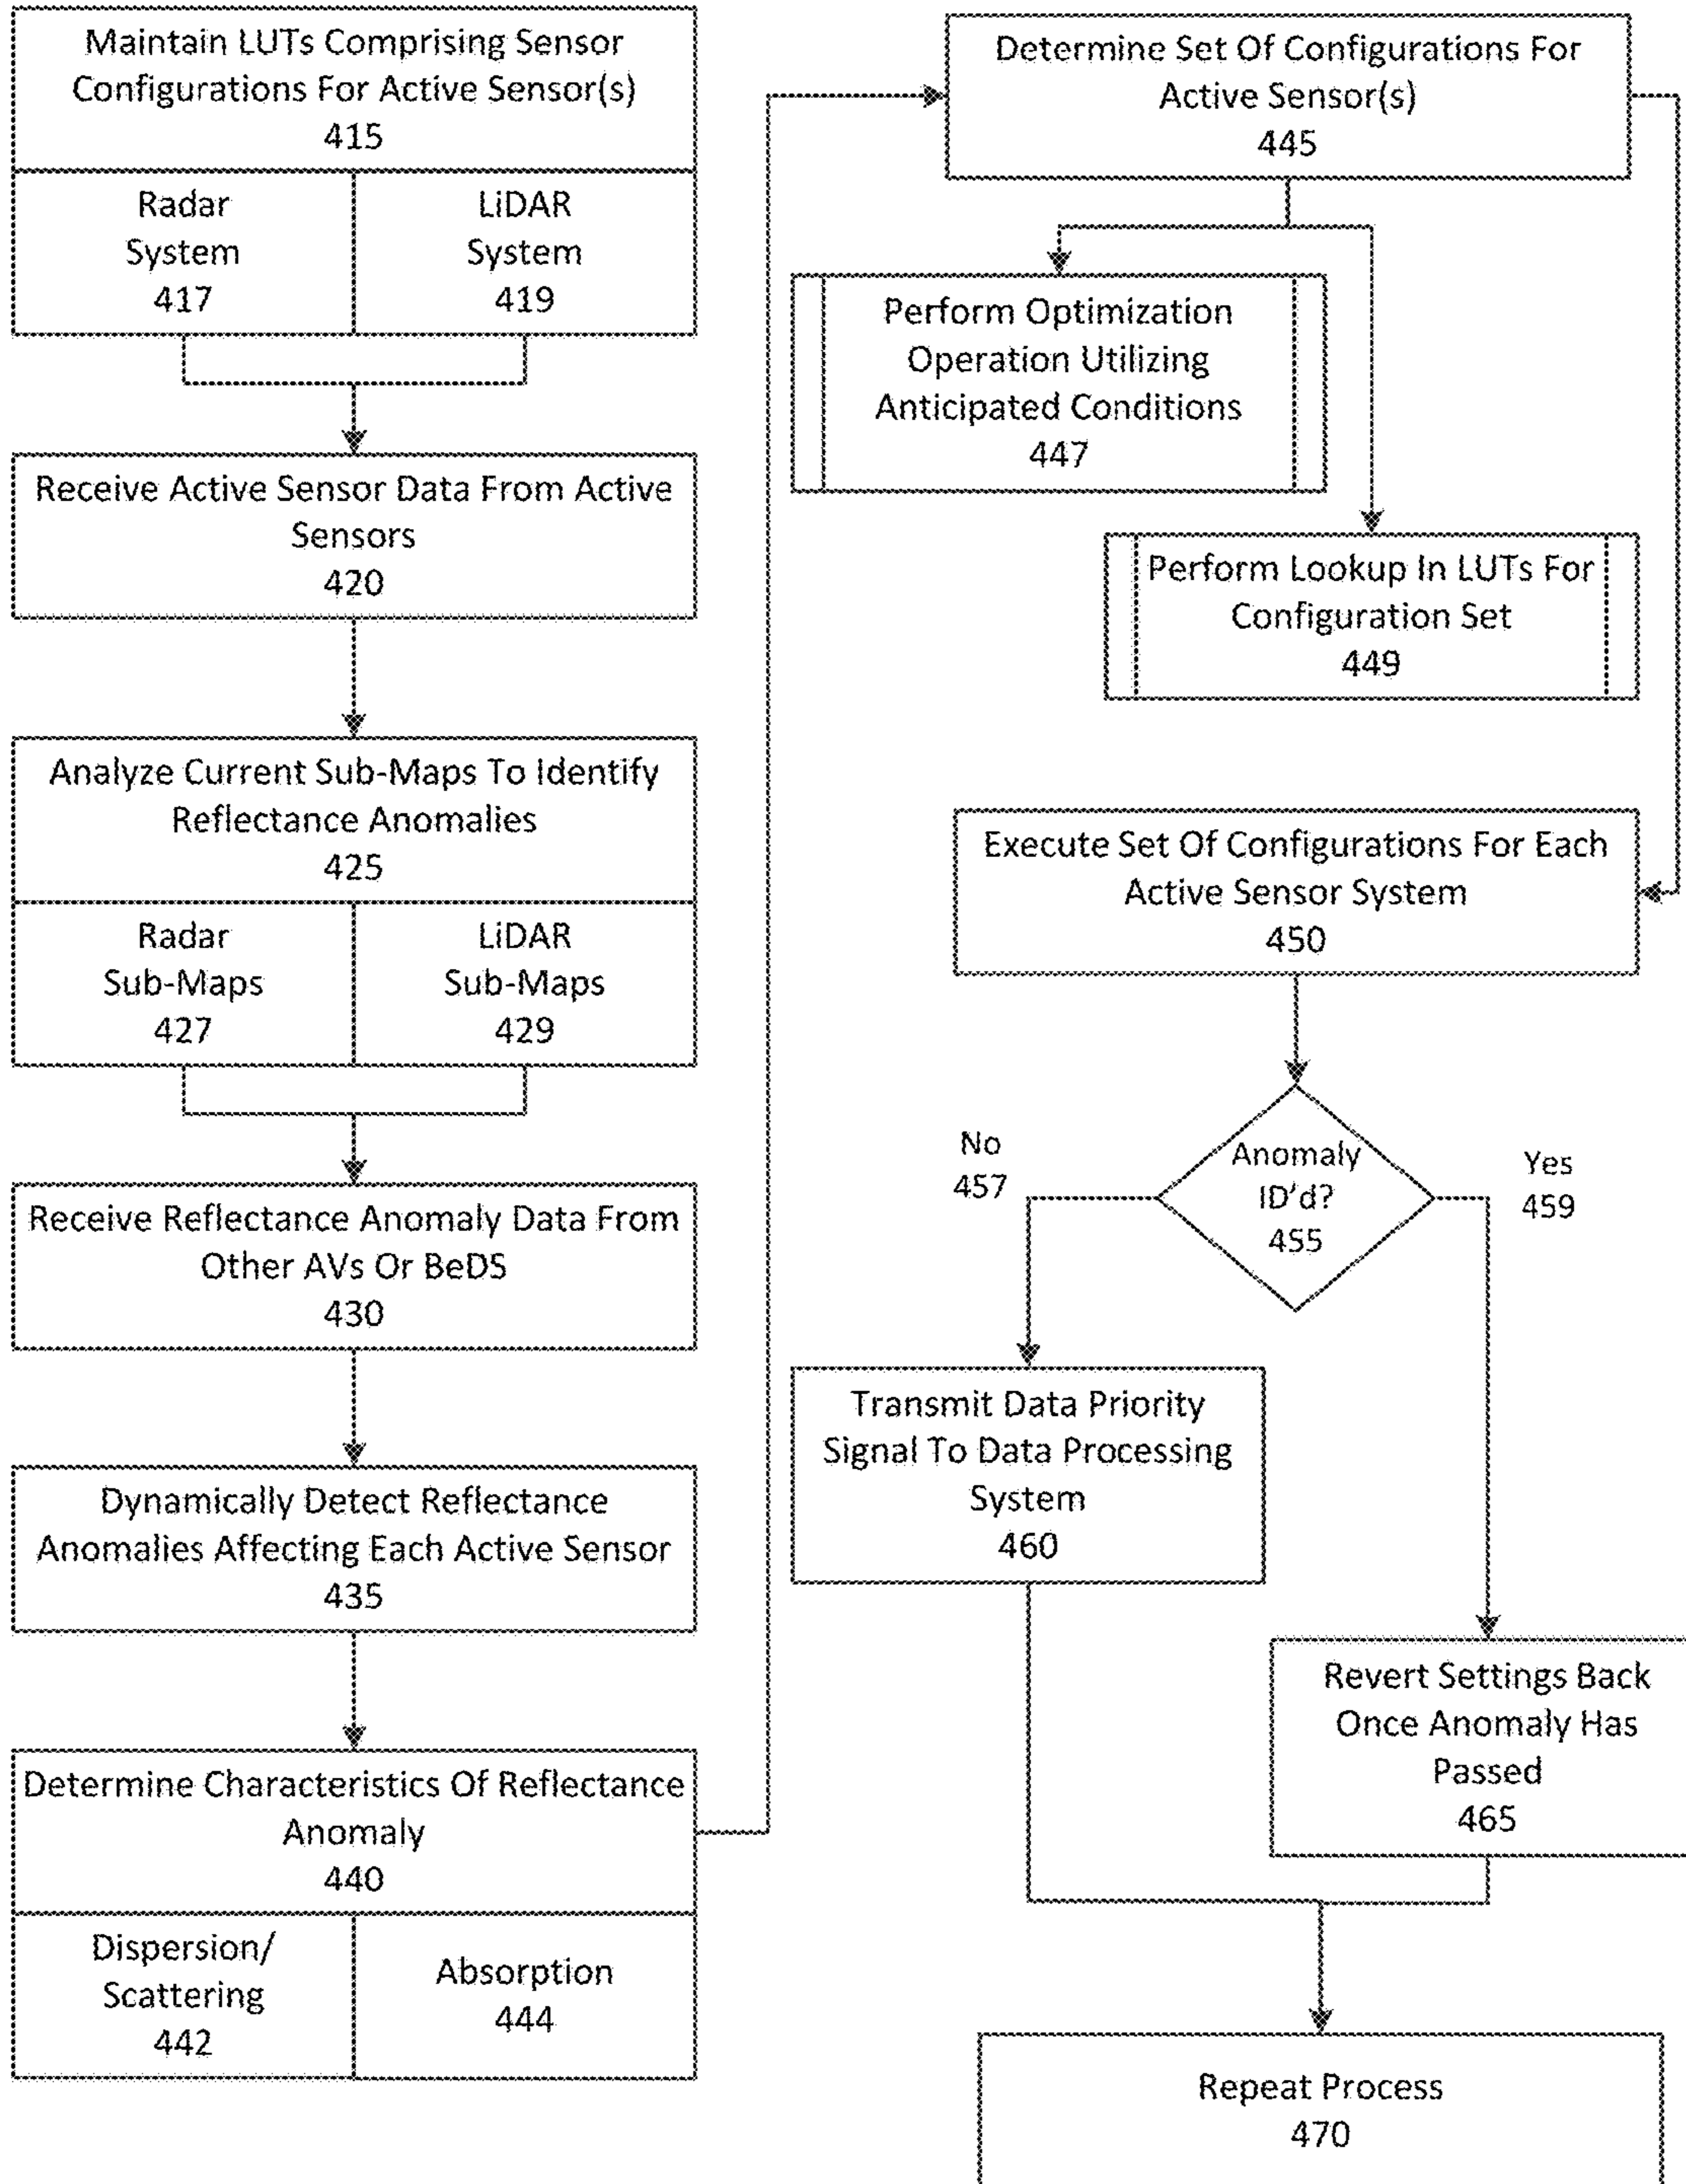 Maintain LUTs Comprising Sensor
Configurations For Active Sensor(s)
415
Radar
System
417
LiDAR
System
419
Receive Active Sensor Data From Active
Sensors
420
Analyze Current Sub-Maps To Identify
Reflectance Anomalies
425
Radar
Sub-Maps
427
LiDAR
Sub-Maps
429
Receive Reflectance Anomaly Data From
Other AVs Or BeDS
430
Dynamically Detect Reflectance
Anomalies Affecting Each Active Sensor
435
Determine Characteristics Of Reflectance
Anomaly
440
Dispersion/
Scattering
442
Absorption
444
Determine Set Of Configurations For
Active Sensor(s)
445
Perform Optimization
Operation Utilizing
Anticipated Conditions
447
Perform Lookup In LUTs For
Configuration Set
449
Execute Set Of Configurations For Each
Active Sensor System
450
Anomaly
ID'd?
455
No
457
Yes
459
Transmit Data Priority
Signal To Data Processing
System
460
Revert Settings Back
Once Anomaly Has
Passed
465
Repeat Process
470